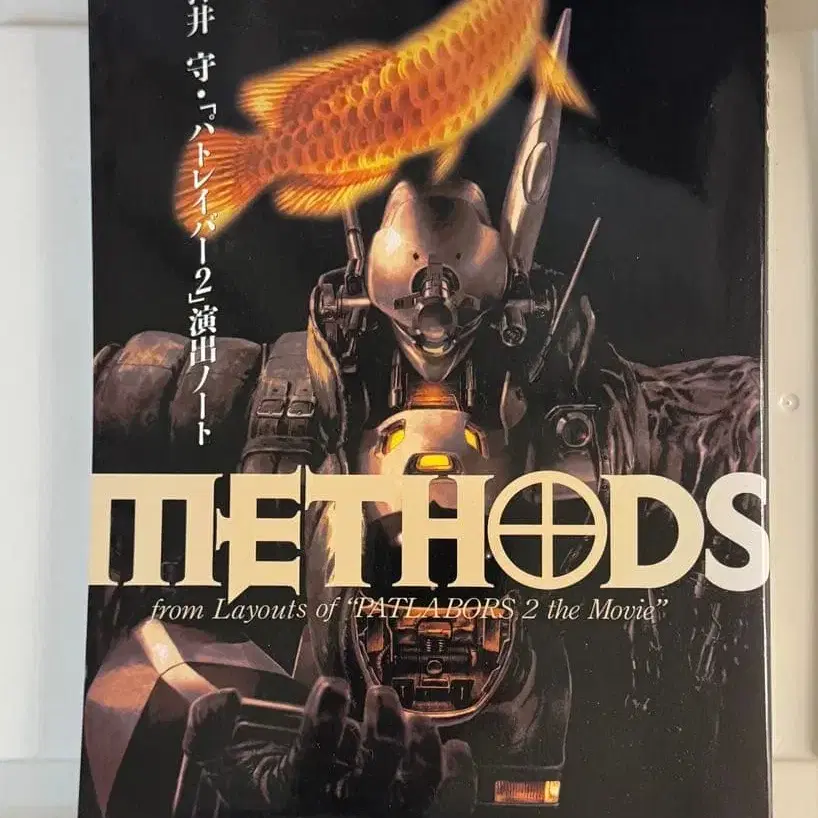 井 守・「パトレイバー2」演出ノート
METHODS
from Layouts of “PATLABORS 2 the Movie”